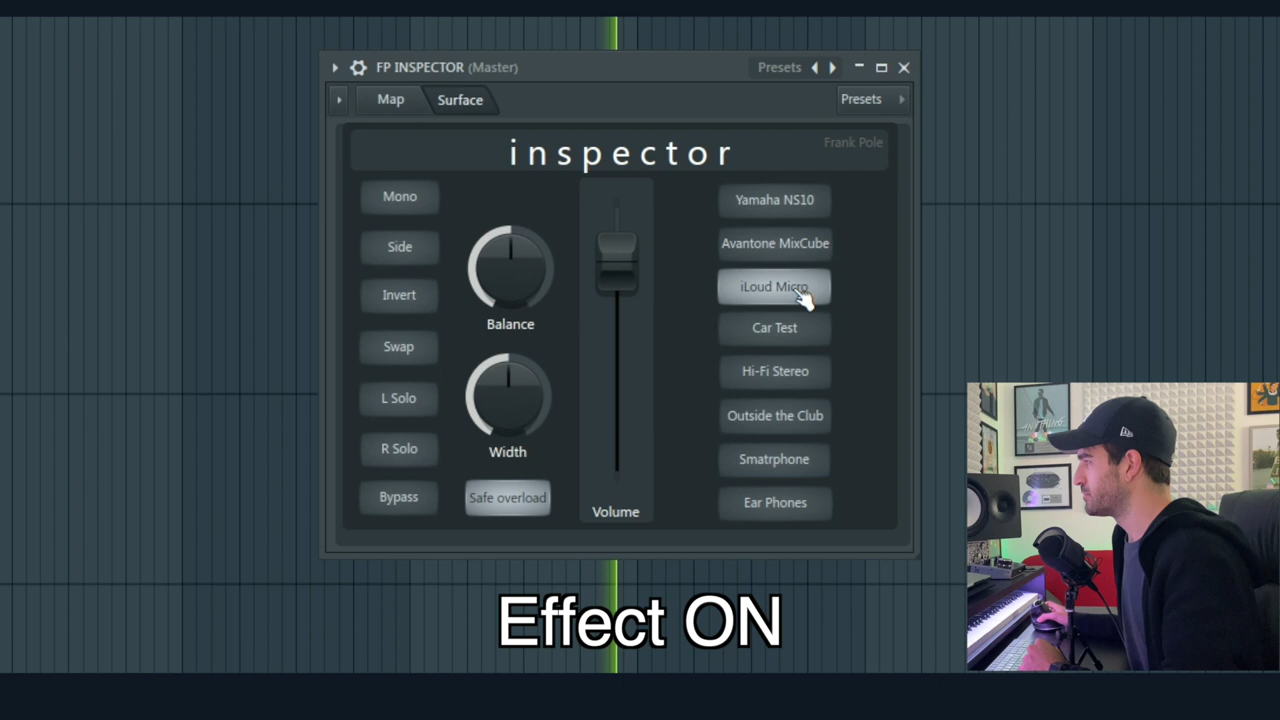 FP INSPECTOR (Master)
Presets
Map
Surface
Presets
inspector
Frank Pole
Mono
Side
Invert
Swap
L Solo
R Solo
Bypass
Balance
Width
Safe overload
Volume
Yamaha NS10
Avantone MixCube
iLoud Micro
Car Test
Hi-Fi Stereo
Outside the Club
Smatrphone
Ear Phones
Effect ON